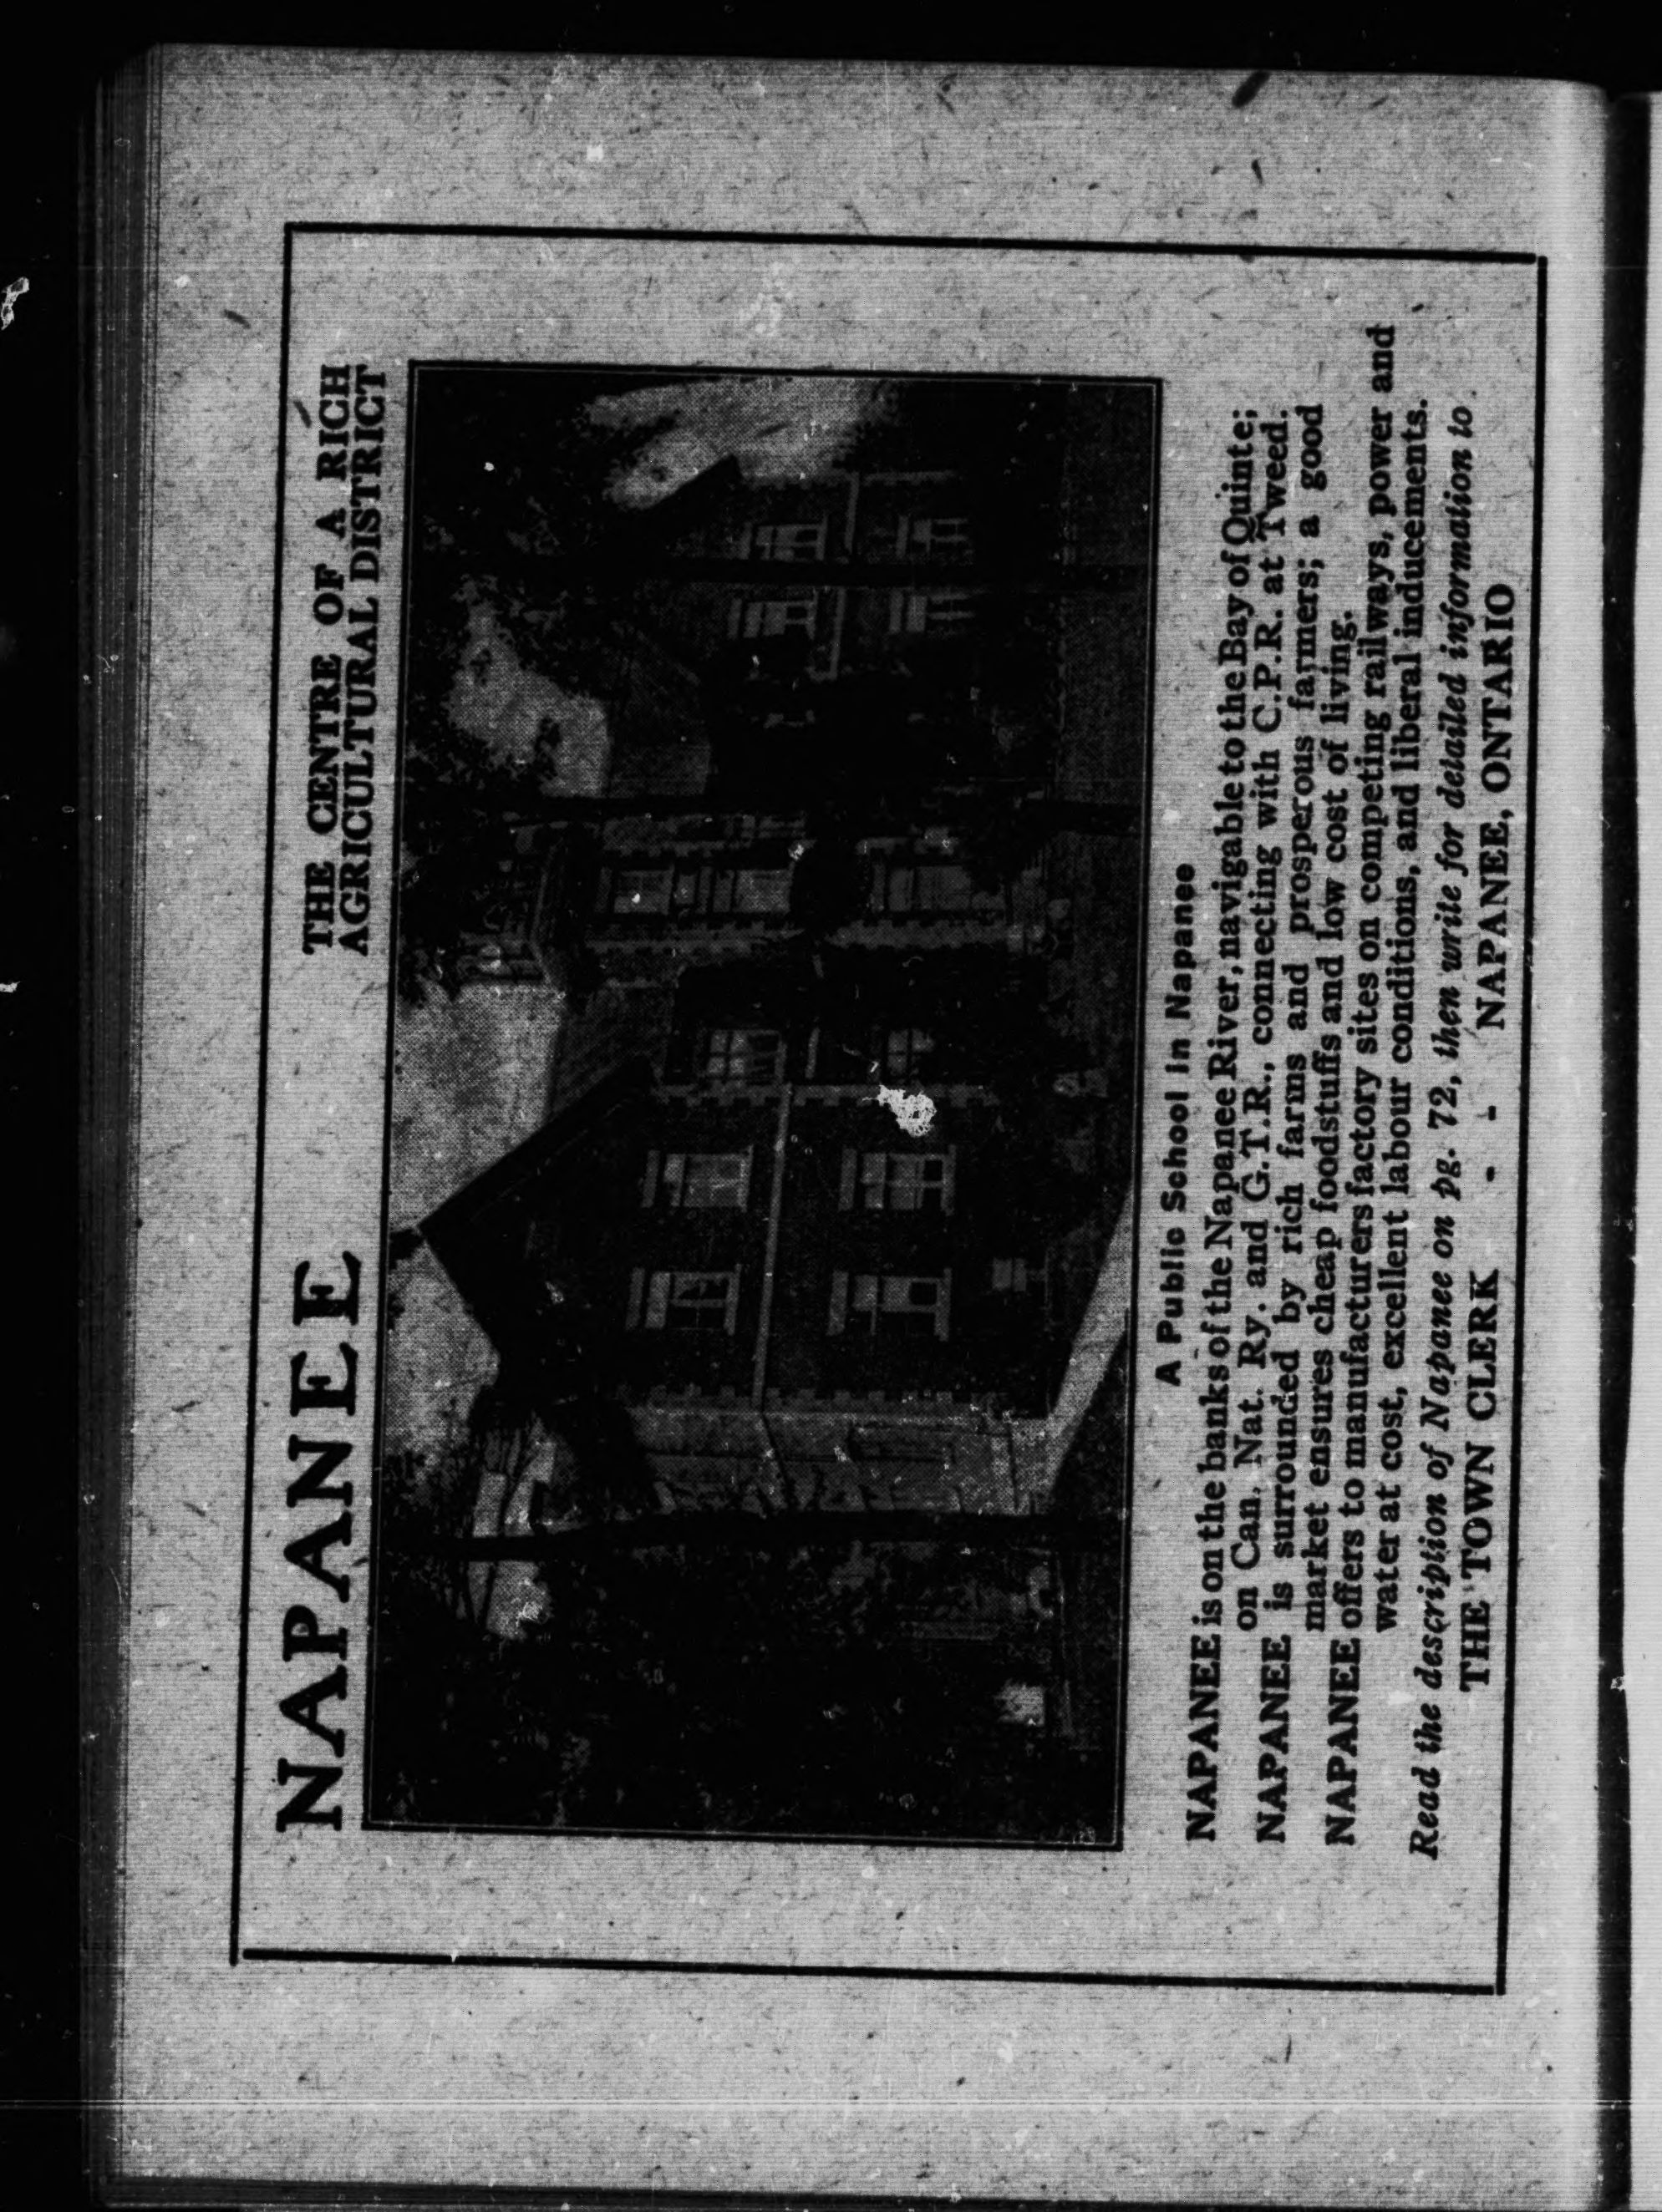 NAPANEE
THE CENTRE OF A RICH
AGRICULTURAL DISTRICT
A Public School in Napanee
NAPANEE is on the banks of the Napanee River, navigable to the Bay of Quinte;
on Can. Nat. Ry. and G.T.R., connecting with C.P.R. at Tweed.
NAPANEE is surrounded by rich farms and prosperous farmers; a good
market ensures cheap foodstuffs and low cost of living.
NAPANEE offers to manufacturers factory sites on competing railways, power and
water at cost, excellent labour conditions, and liberal inducements.
Read the description of Napanee on pg. 72, then write for detailed information to
THE TOWN CLERK - - NAPANEE, ONTARIO